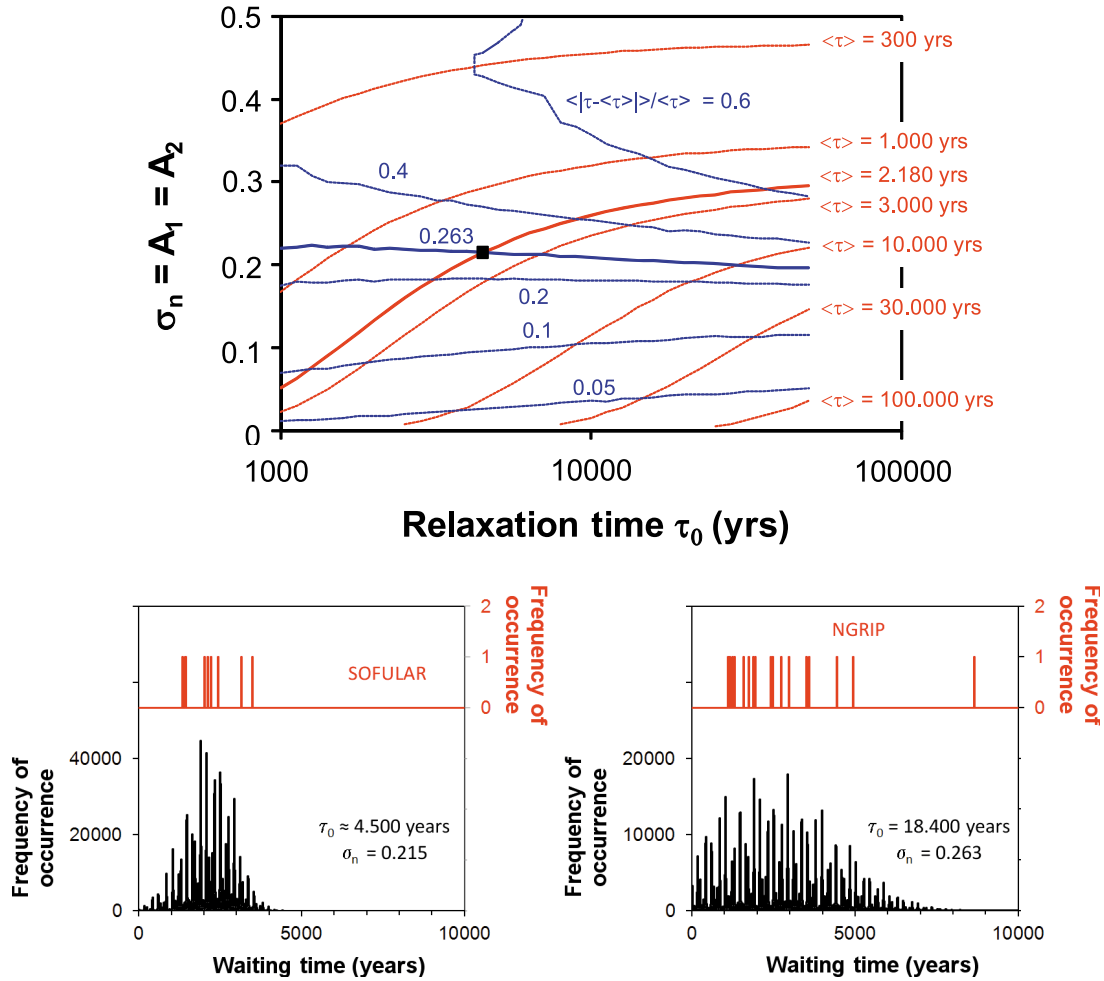 0.5
0.4
0.3
0.2
0.1
0
σn = A1 = A2
<τ> = 300 yrs
<|τ-<τ>|>/<τ> = 0.6
<τ> = 1.000 yrs
0.4
<τ> = 2.180 yrs
<τ> = 3.000 yrs
0.263
<τ> = 10.000 yrs
0.2
<τ> = 30.000 yrs
0.1
0.05
<τ> = 100.000 yrs
1000
10000
100000
Relaxation time τ0 (yrs)
2
1
0
Frequency of
occurrence
SOFULAR
40000
20000
0
Frequency of
occurrence
τ0 ≈ 4.500 years
σn = 0.215
0
5000
10000
Waiting time (years)
2
1
0
Frequency of
occurrence
NGRIP
20000
10000
0
Frequency of
occurrence
τ0 = 18.400 years
σn = 0.263
0
5000
10000
Waiting time (years)